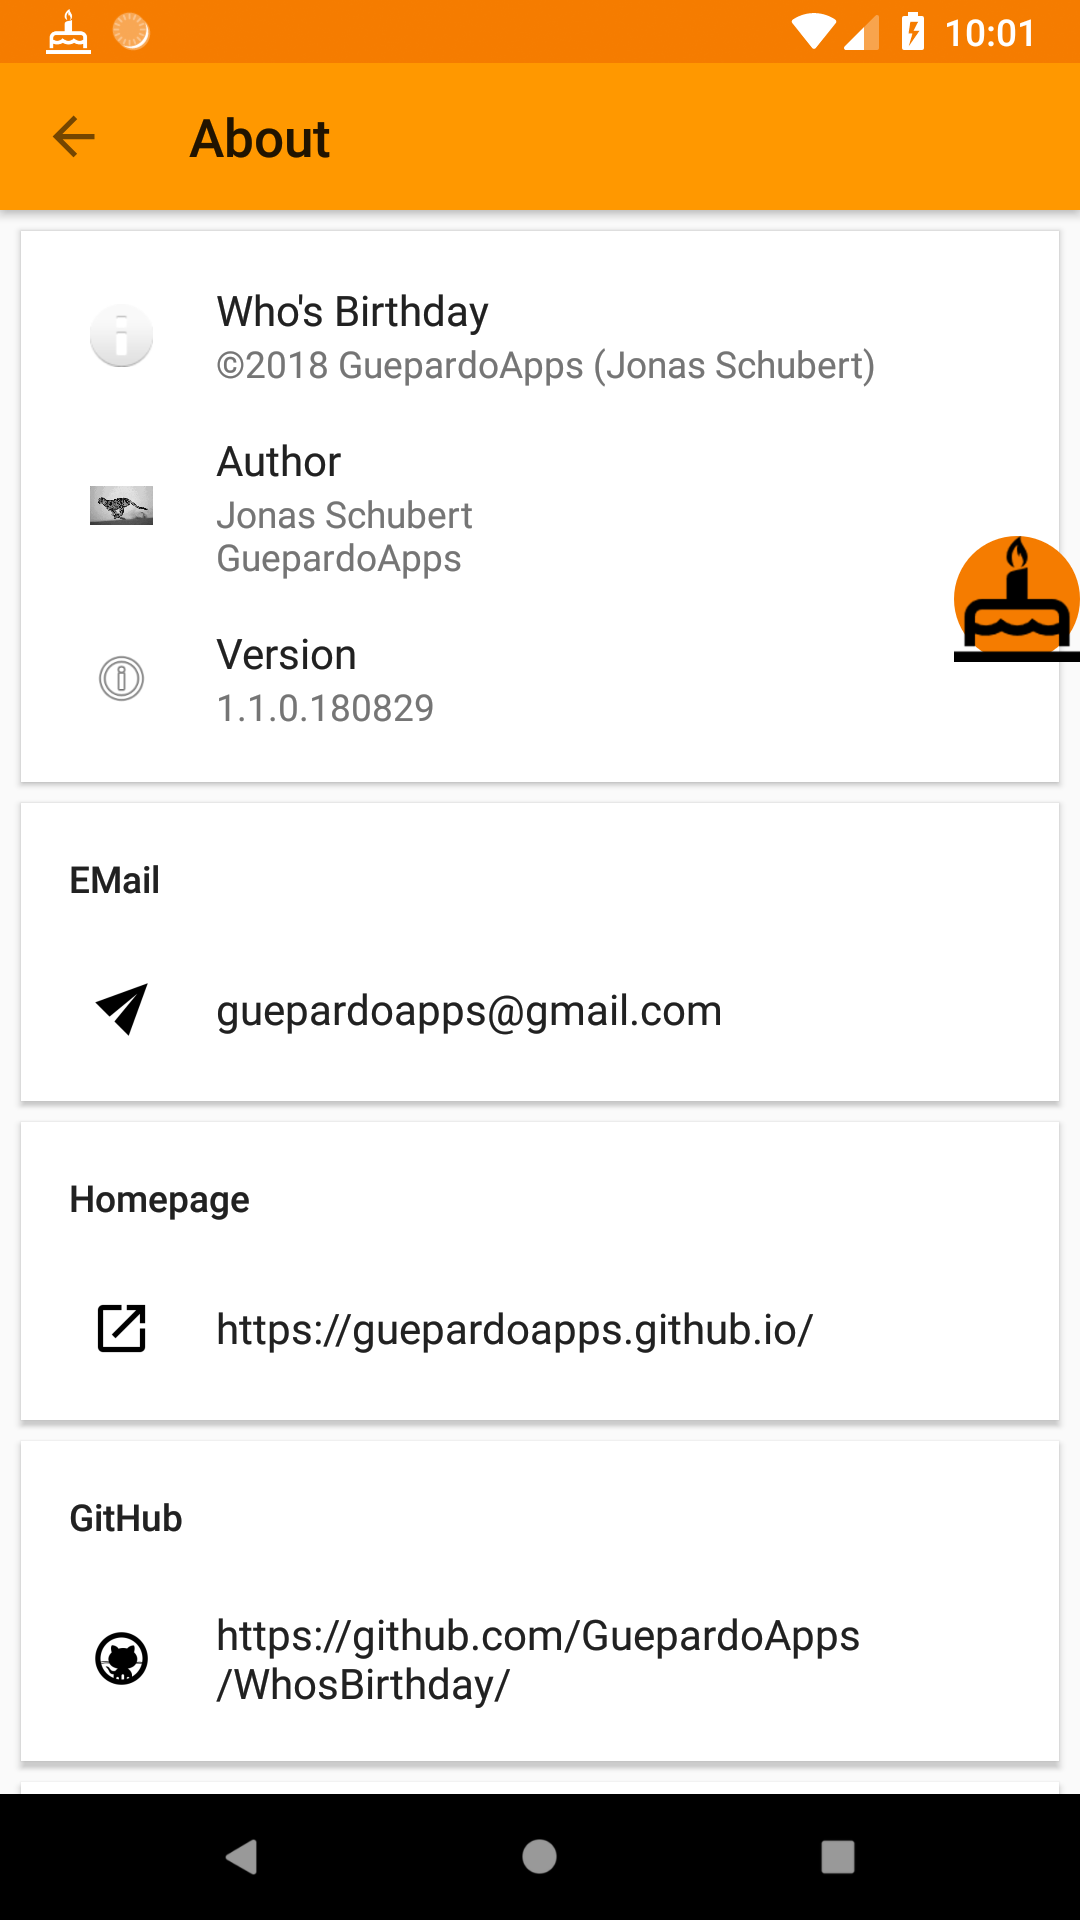 10:01
About
Who's Birthday
©2018 GuepardoApps (Jonas Schubert)
Author
Jonas Schubert
GuepardoApps
Version
1.1.0.180829
EMail
guepardoapps@gmail.com
Homepage
https://guepardoapps.github.io/
GitHub
https://github.com/GuepardoApps
/WhosBirthday/